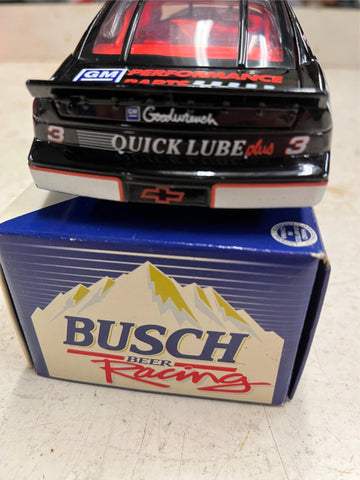 GM PERFORMANCE
PARTS
GM Goodwrench
3 QUICK LUBE plus 3
BUSCH
BEER
Racing